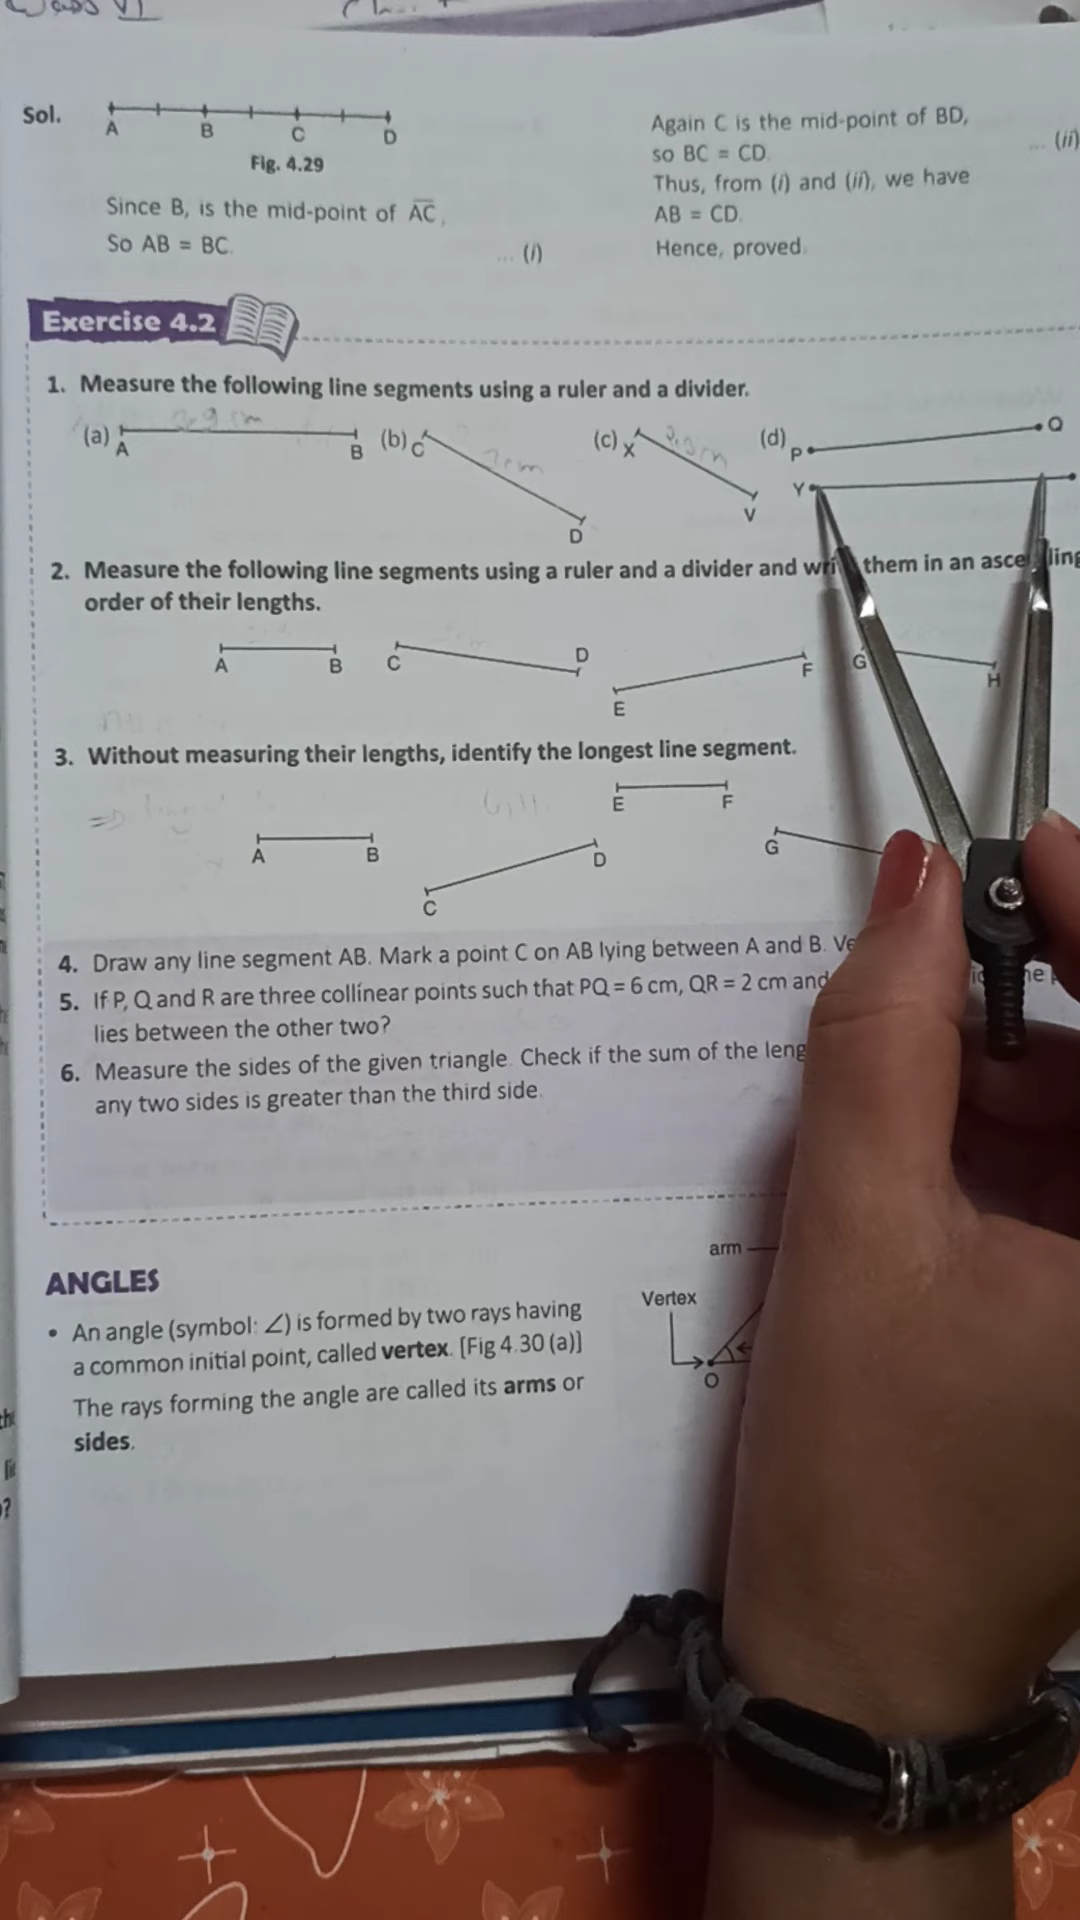 Sol.
A B C D
Fig. 4.29
Since B, is the mid-point of AC,
So AB = BC. ... (i)
Again C is the mid-point of BD,
so BC = CD. ... (ii)
Thus, from (i) and (ii), we have
AB = CD.
Hence, proved.
Exercise 4.2
1. Measure the following line segments using a ruler and a divider.
(a) A B (b) C D (c) X V (d) P Q
Y
2. Measure the following line segments using a ruler and a divider and them in an
order of their lengths.
A B C D E F G H
3. Without measuring their lengths, identify the longest line segment.
A B C D E F G
4. Draw any line segment AB. Mark a point C on AB lying between A and B.
5. If P, Q and R are three collinear points such that PQ = 6 cm, QR = 2 cm and
lies between the other two?
6. Measure the sides of the given triangle. Check if the sum of the
any two sides is greater than the third side.
ANGLES
• An angle (symbol: ∠) is formed by two rays having
a common initial point, called vertex. [Fig 4.30 (a)]
The rays forming the angle are called its arms or
sides.
arm
Vertex
O